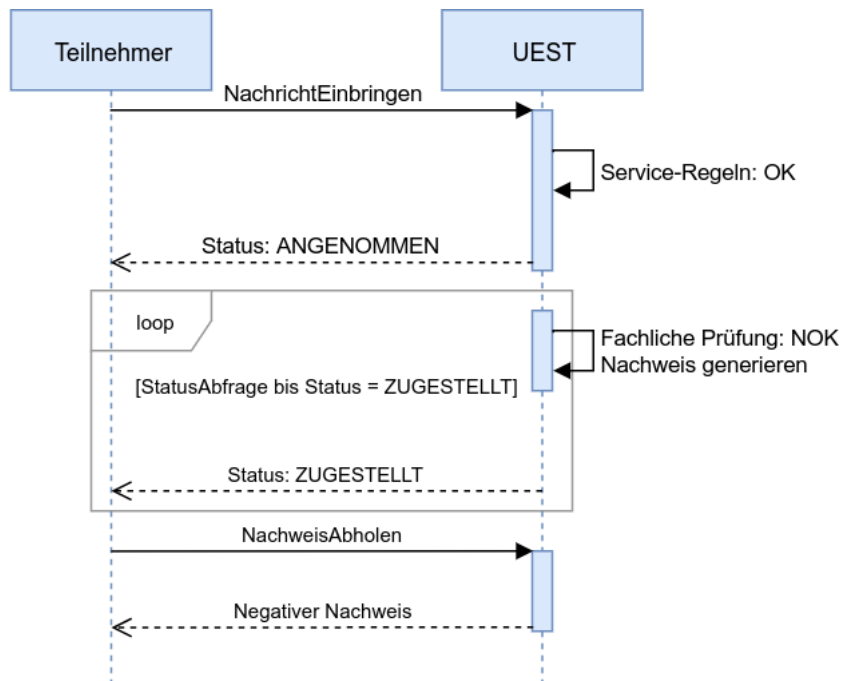 Teilnehmer
UEST
NachrichtEinbringen
Service-Regeln: OK
Status: ANGENOMMEN
loop
Fachliche Prüfung: NOK
Nachweis generieren
[StatusAbfrage bis Status = ZUGESTELLT]
Status: ZUGESTELLT
NachweisAbholen
Negativer Nachweis